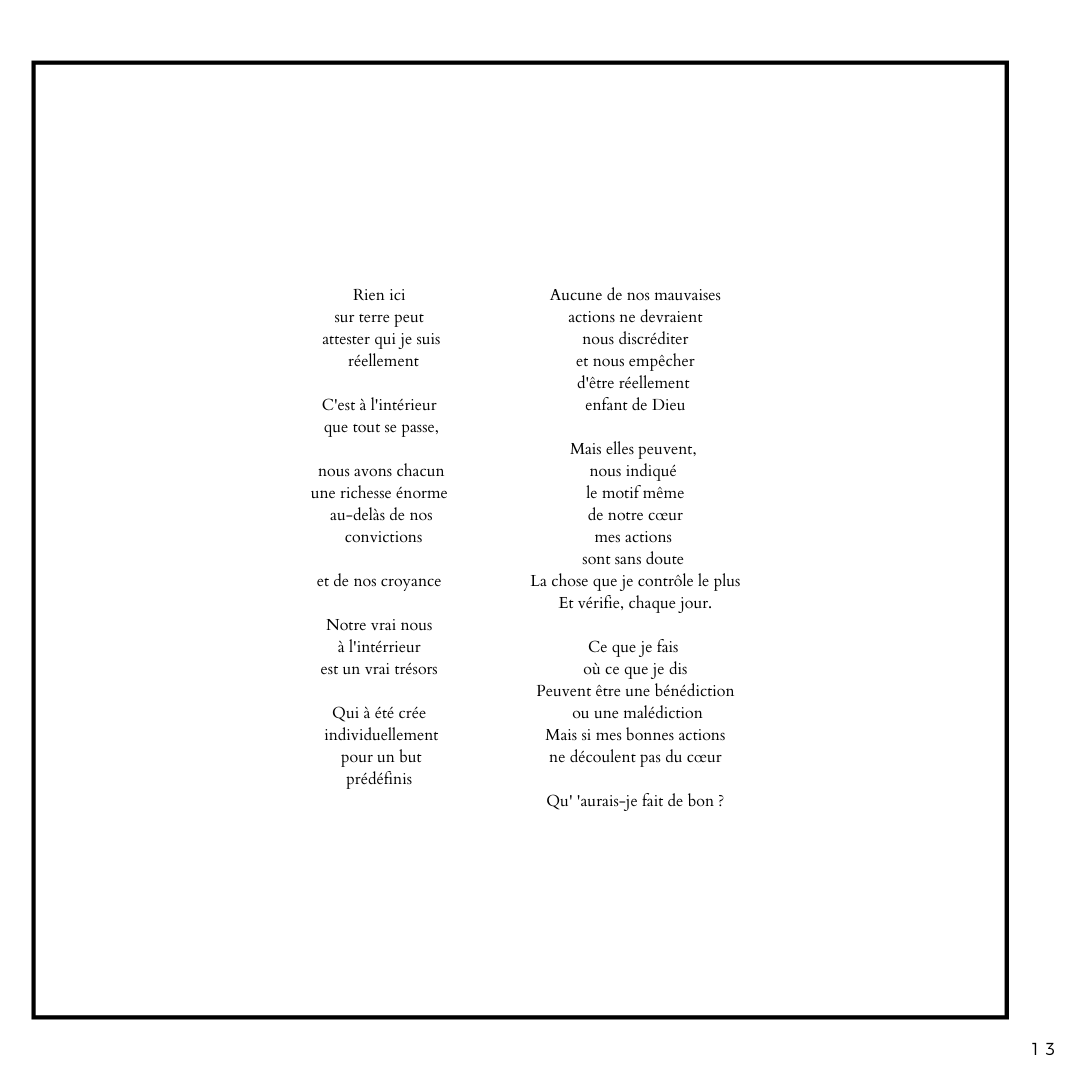 Rien ici
sur terre peut
attester qui je suis
réellement
C'est à l'intérieur
que tout se passe,
nous avons chacun
une richesse énorme
au-delàs de nos
convictions
et de nos croyance
Notre vrai nous
à l'intérrieur
est un vrai trésors
Qui à été crée
individuellement
pour un but
prédéfinis
Aucune de nos mauvaises
actions ne devraient
nous discréditer
et nous empêcher
d'être réellement
enfant de Dieu
Mais elles peuvent,
nous indiqué
le motif même
de notre cœur
mes actions
sont sans doute
La chose que je contrôle le plus
Et vérifie, chaque jour.
Ce que je fais
où ce que je dis
Peuvent être une bénédiction
ou une malédiction
Mais si mes bonnes actions
ne découlent pas du cœur
Qu' 'aurais-je fait de bon ?
13